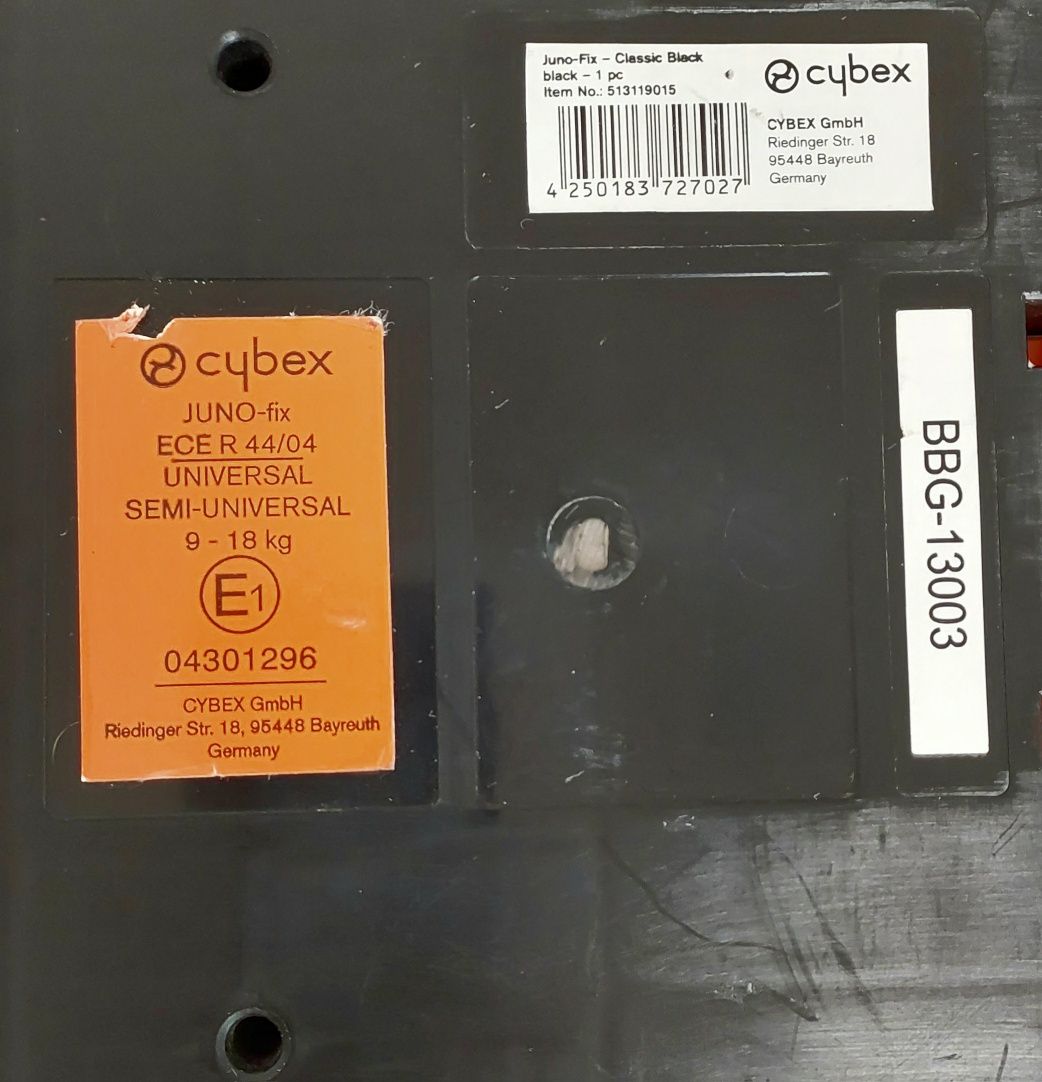 Juno-Fix – Classic Black
black – 1 pc
Item No.: 513119015
4 250183 727027
cybex
CYBEX GmbH
Riedinger Str. 18
95448 Bayreuth
Germany
cybex
JUNO-fix
ECE R 44/04
UNIVERSAL
SEMI-UNIVERSAL
9 - 18 kg
E1
04301296
CYBEX GmbH
Riedinger Str. 18, 95448 Bayreuth
Germany
BBG-13003